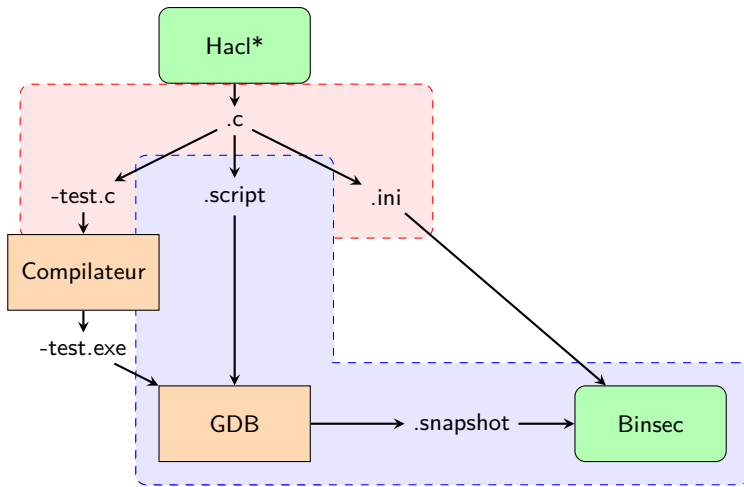 Hacl*
.c
-test.c
.script
.ini
Compilateur
-test.exe
GDB
.snapshot
Binsec